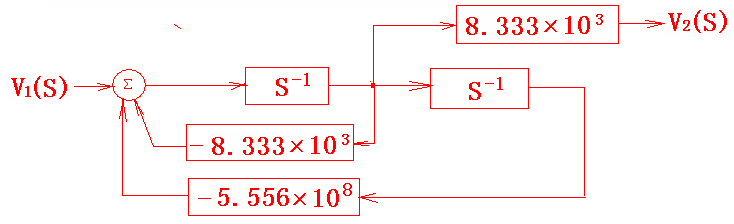 8.333×10³
V₂(S)
V₁(S)
Σ
S⁻¹
S⁻¹
－8.333×10³
－5.556×10⁸